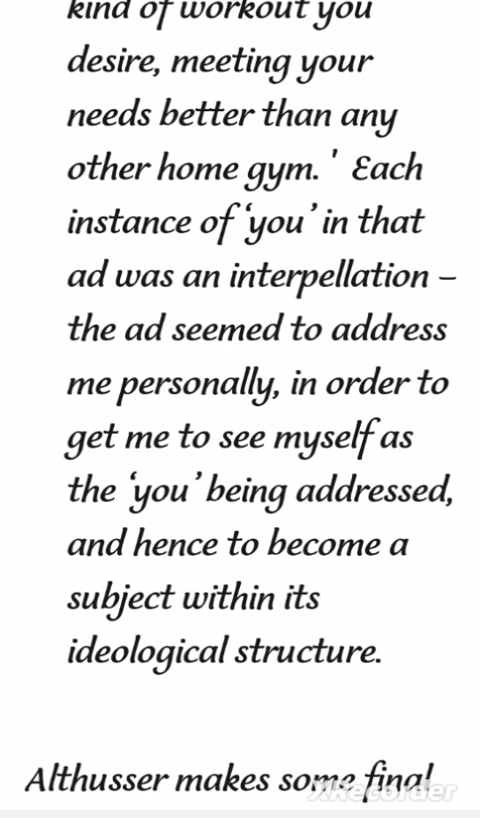 kind of workout you
desire, meeting your
needs better than any
other home gym.' Each
instance of ‘you’ in that
ad was an interpellation –
the ad seemed to address
me personally, in order to
get me to see myself as
the ‘you’ being addressed,
and hence to become a
subject within its
ideological structure.
Althusser makes some final
XRecorder